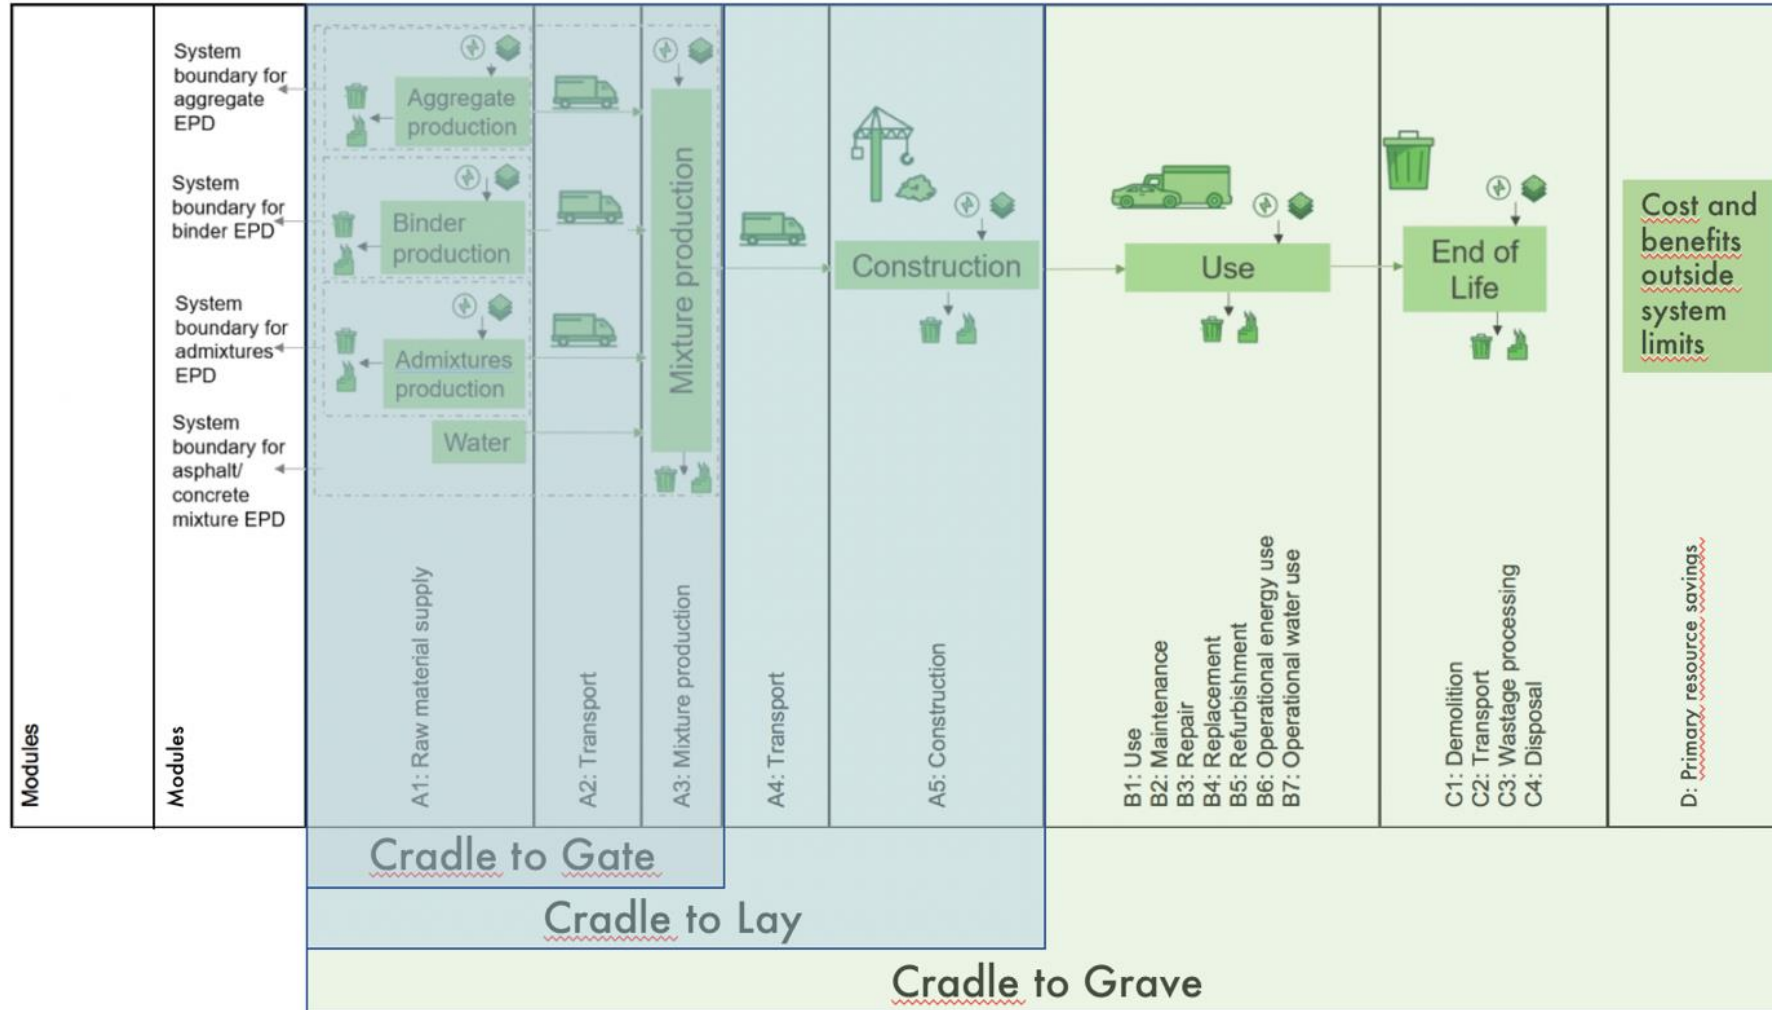 System
boundary for
aggregate
EPD
System
boundary for
binder EPD
System
boundary for
admixtures
EPD
System
boundary for
asphalt/
concrete
mixture EPD
Aggregate
production
Binder
production
Admixtures
production
Water
Mixture production
Construction
Use
End of
Life
Cost and
benefits
outside
system
limits
Modules
Modules
A1: Raw material supply
A2: Transport
A3: Mixture production
A4: Transport
A5: Construction
B1: Use
B2: Maintenance
B3: Repair
B4: Replacement
B5: Refurbishment
B6: Operational energy use
B7: Operational water use
C1: Demolition
C2: Transport
C3: Wastage processing
C4: Disposal
D: Primary resource savings
Cradle to Gate
Cradle to Lay
Cradle to Grave